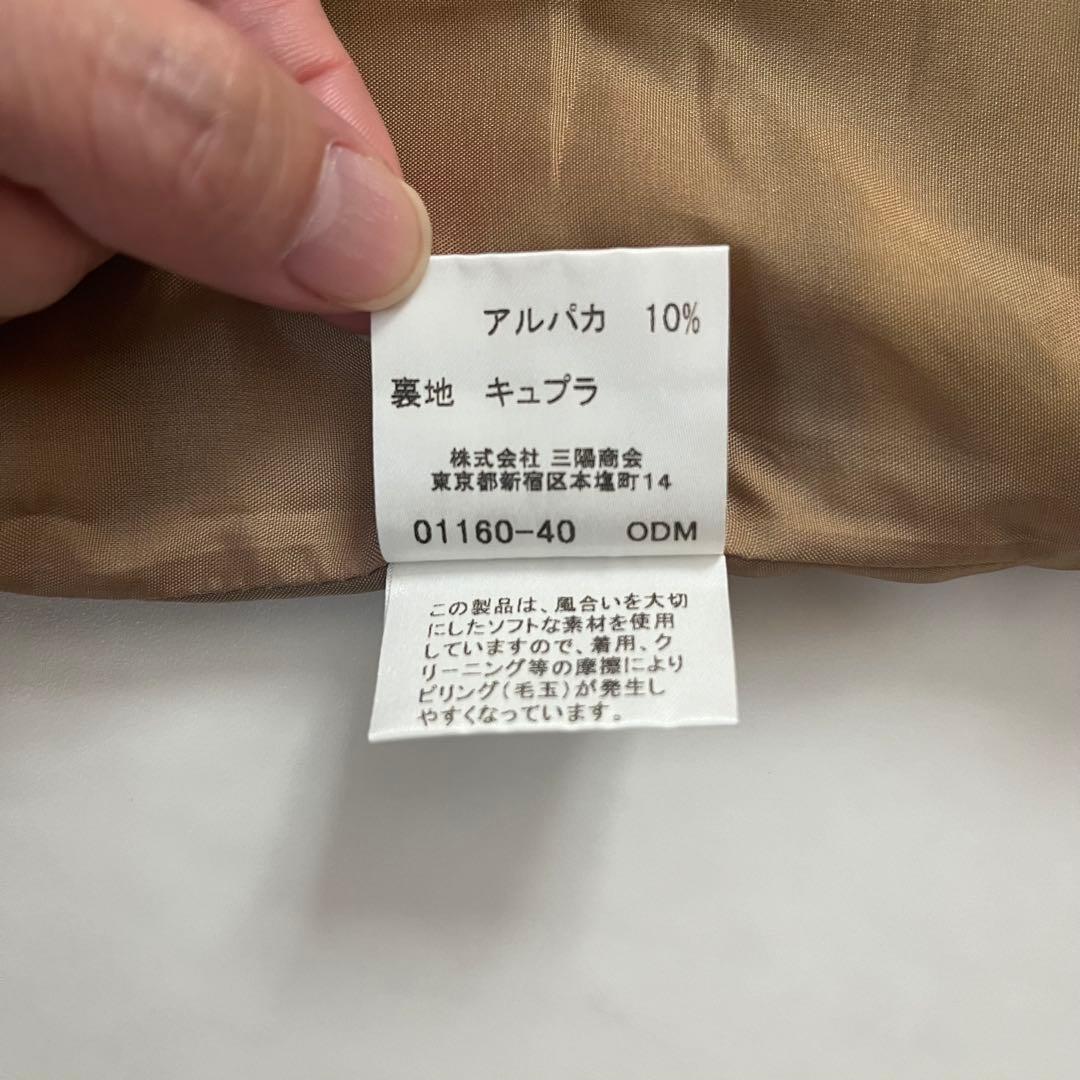 アルパカ 10%
裏地 キュプラ
株式会社 三陽商会
東京都新宿区本塩町14
01160-40 ODM
この製品は、風合いを大切
にしたソフトな素材を使用
していますので、着用、ク
リーニング等の摩擦により
ピリング(毛玉)が発生し
やすくなっています。